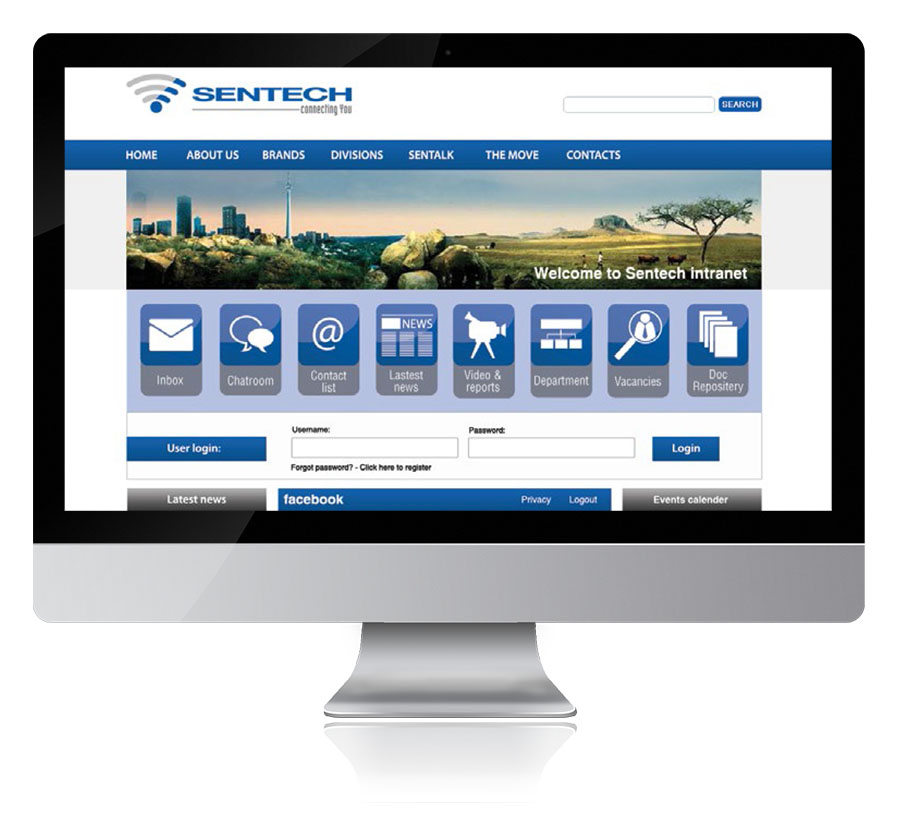 SENTECH
connecting You
SEARCH
HOME ABOUT US BRANDS DIVISIONS SENTALK THE MOVE CONTACTS
Welcome to Sentech intranet
NEWS
Inbox
Chatroom
Contact
list
Lastest
news
Video &
reports
Department
Vacancies
Doc
Repositery
Username: Password:
User login: Login
Forgot password? - Click here to register
Latest news
facebook Privacy Logout
Events calender